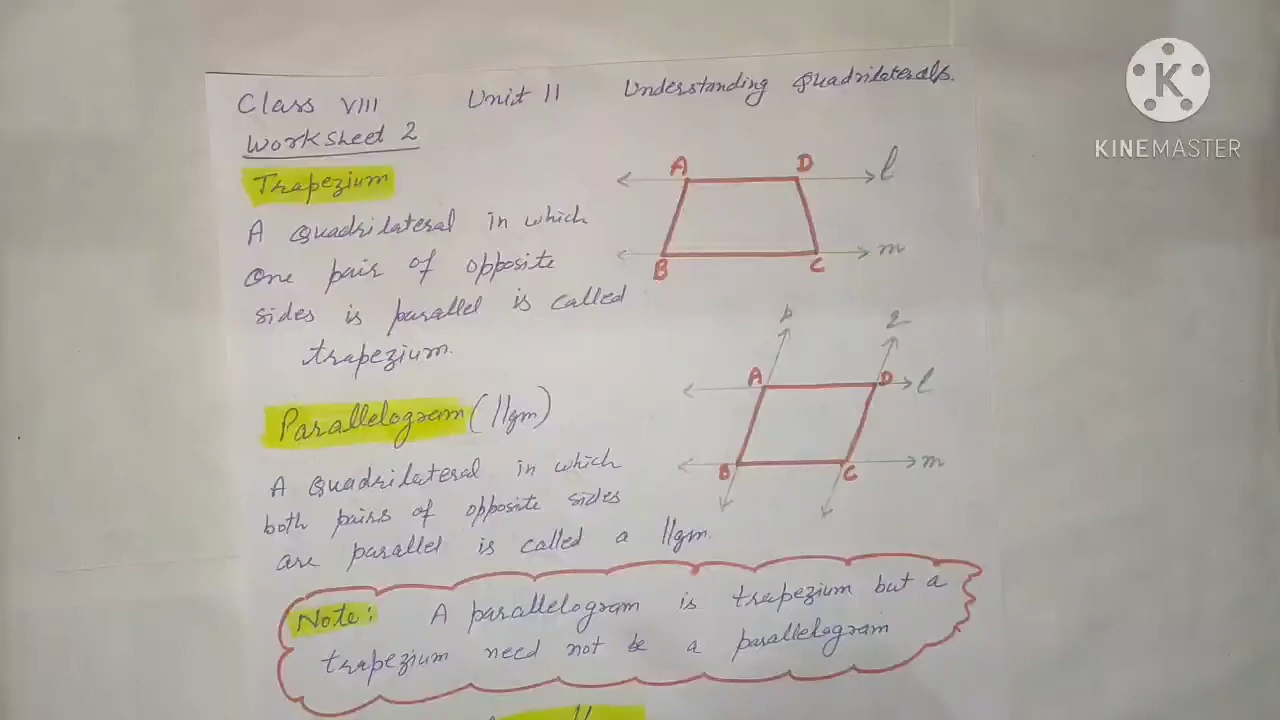 Class VIII Unit 11 Understanding Quadrilaterals.
Worksheet 2
Trapezium
A Quadrilateral in which
one pair of opposite
sides is parallel is called
trapezium.
A D l
B C m
Parallelogram (llgm)
A Quadrilateral in which
both pairs of opposite sides
are parallel is called a llgm.
A D l
B C m
Note: A parallelogram is trapezium but a
trapezium need not be a parallelogram
K
KINEMASTER